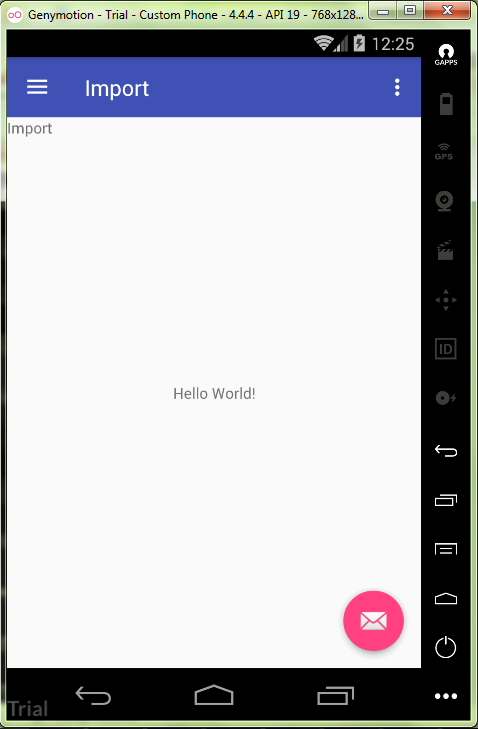 Genymotion - Trial - Custom Phone - 4.4.4 - API 19 - 768x128...
12:25
GAPPS
Import
Import
GPS
ID
Hello World!
Trial